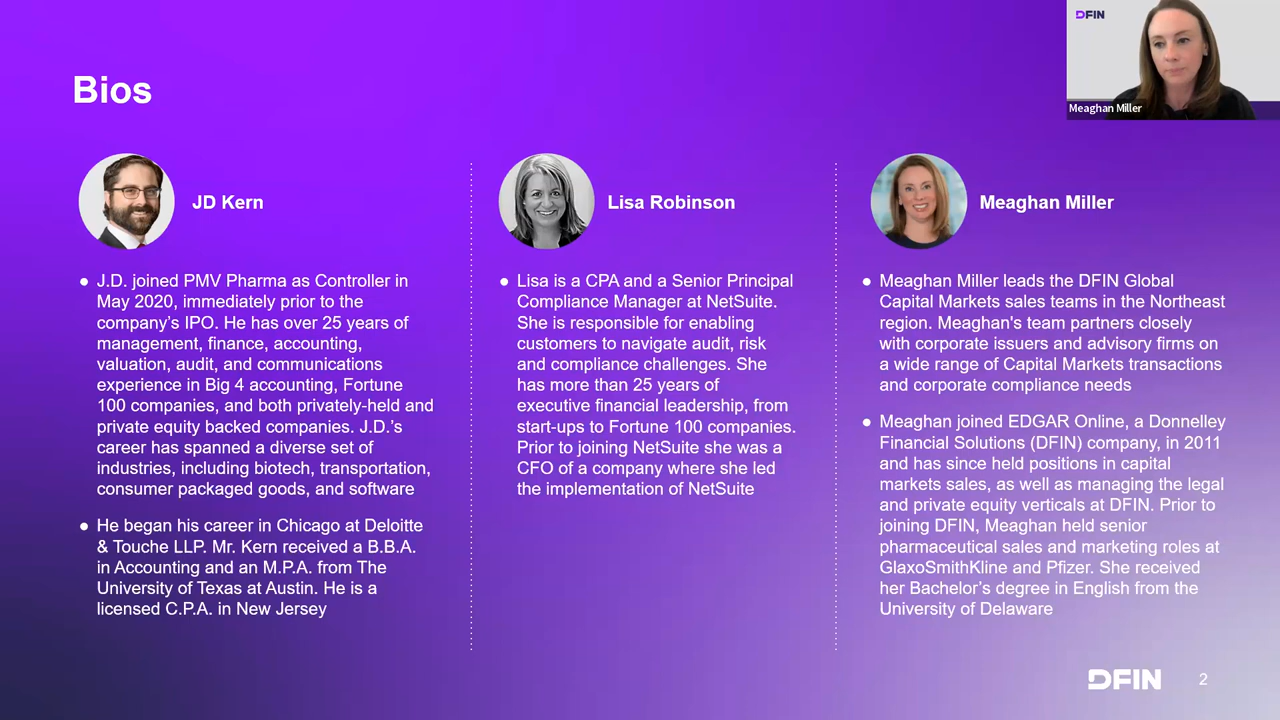 DFIN
Meaghan Miller
Bios
JD Kern
● J.D. joined PMV Pharma as Controller in
May 2020, immediately prior to the
company's IPO. He has over 25 years of
management, finance, accounting,
valuation, audit, and communications
experience in Big 4 accounting, Fortune
100 companies, and both privately-held and
private equity backed companies. J.D.'s
career has spanned a diverse set of
industries, including biotech, transportation,
consumer packaged goods, and software
● He began his career in Chicago at Deloitte
& Touche LLP. Mr. Kern received a B.B.A.
in Accounting and an M.P.A. from The
University of Texas at Austin. He is a
licensed C.P.A. in New Jersey
Lisa Robinson
● Lisa is a CPA and a Senior Principal
Compliance Manager at NetSuite.
She is responsible for enabling
customers to navigate audit, risk
and compliance challenges. She
has more than 25 years of
executive financial leadership, from
start-ups to Fortune 100 companies.
Prior to joining NetSuite she was a
CFO of a company where she led
the implementation of NetSuite
Meaghan Miller
● Meaghan Miller leads the DFIN Global
Capital Markets sales teams in the Northeast
region. Meaghan's team partners closely
with corporate issuers and advisory firms on
a wide range of Capital Markets transactions
and corporate compliance needs
● Meaghan joined EDGAR Online, a Donnelley
Financial Solutions (DFIN) company, in 2011
and has since held positions in capital
markets sales, as well as managing the legal
and private equity verticals at DFIN. Prior to
joining DFIN, Meaghan held senior
pharmaceutical sales and marketing roles at
GlaxoSmithKline and Pfizer. She received
her Bachelor's degree in English from the
University of Delaware
DFIN
2